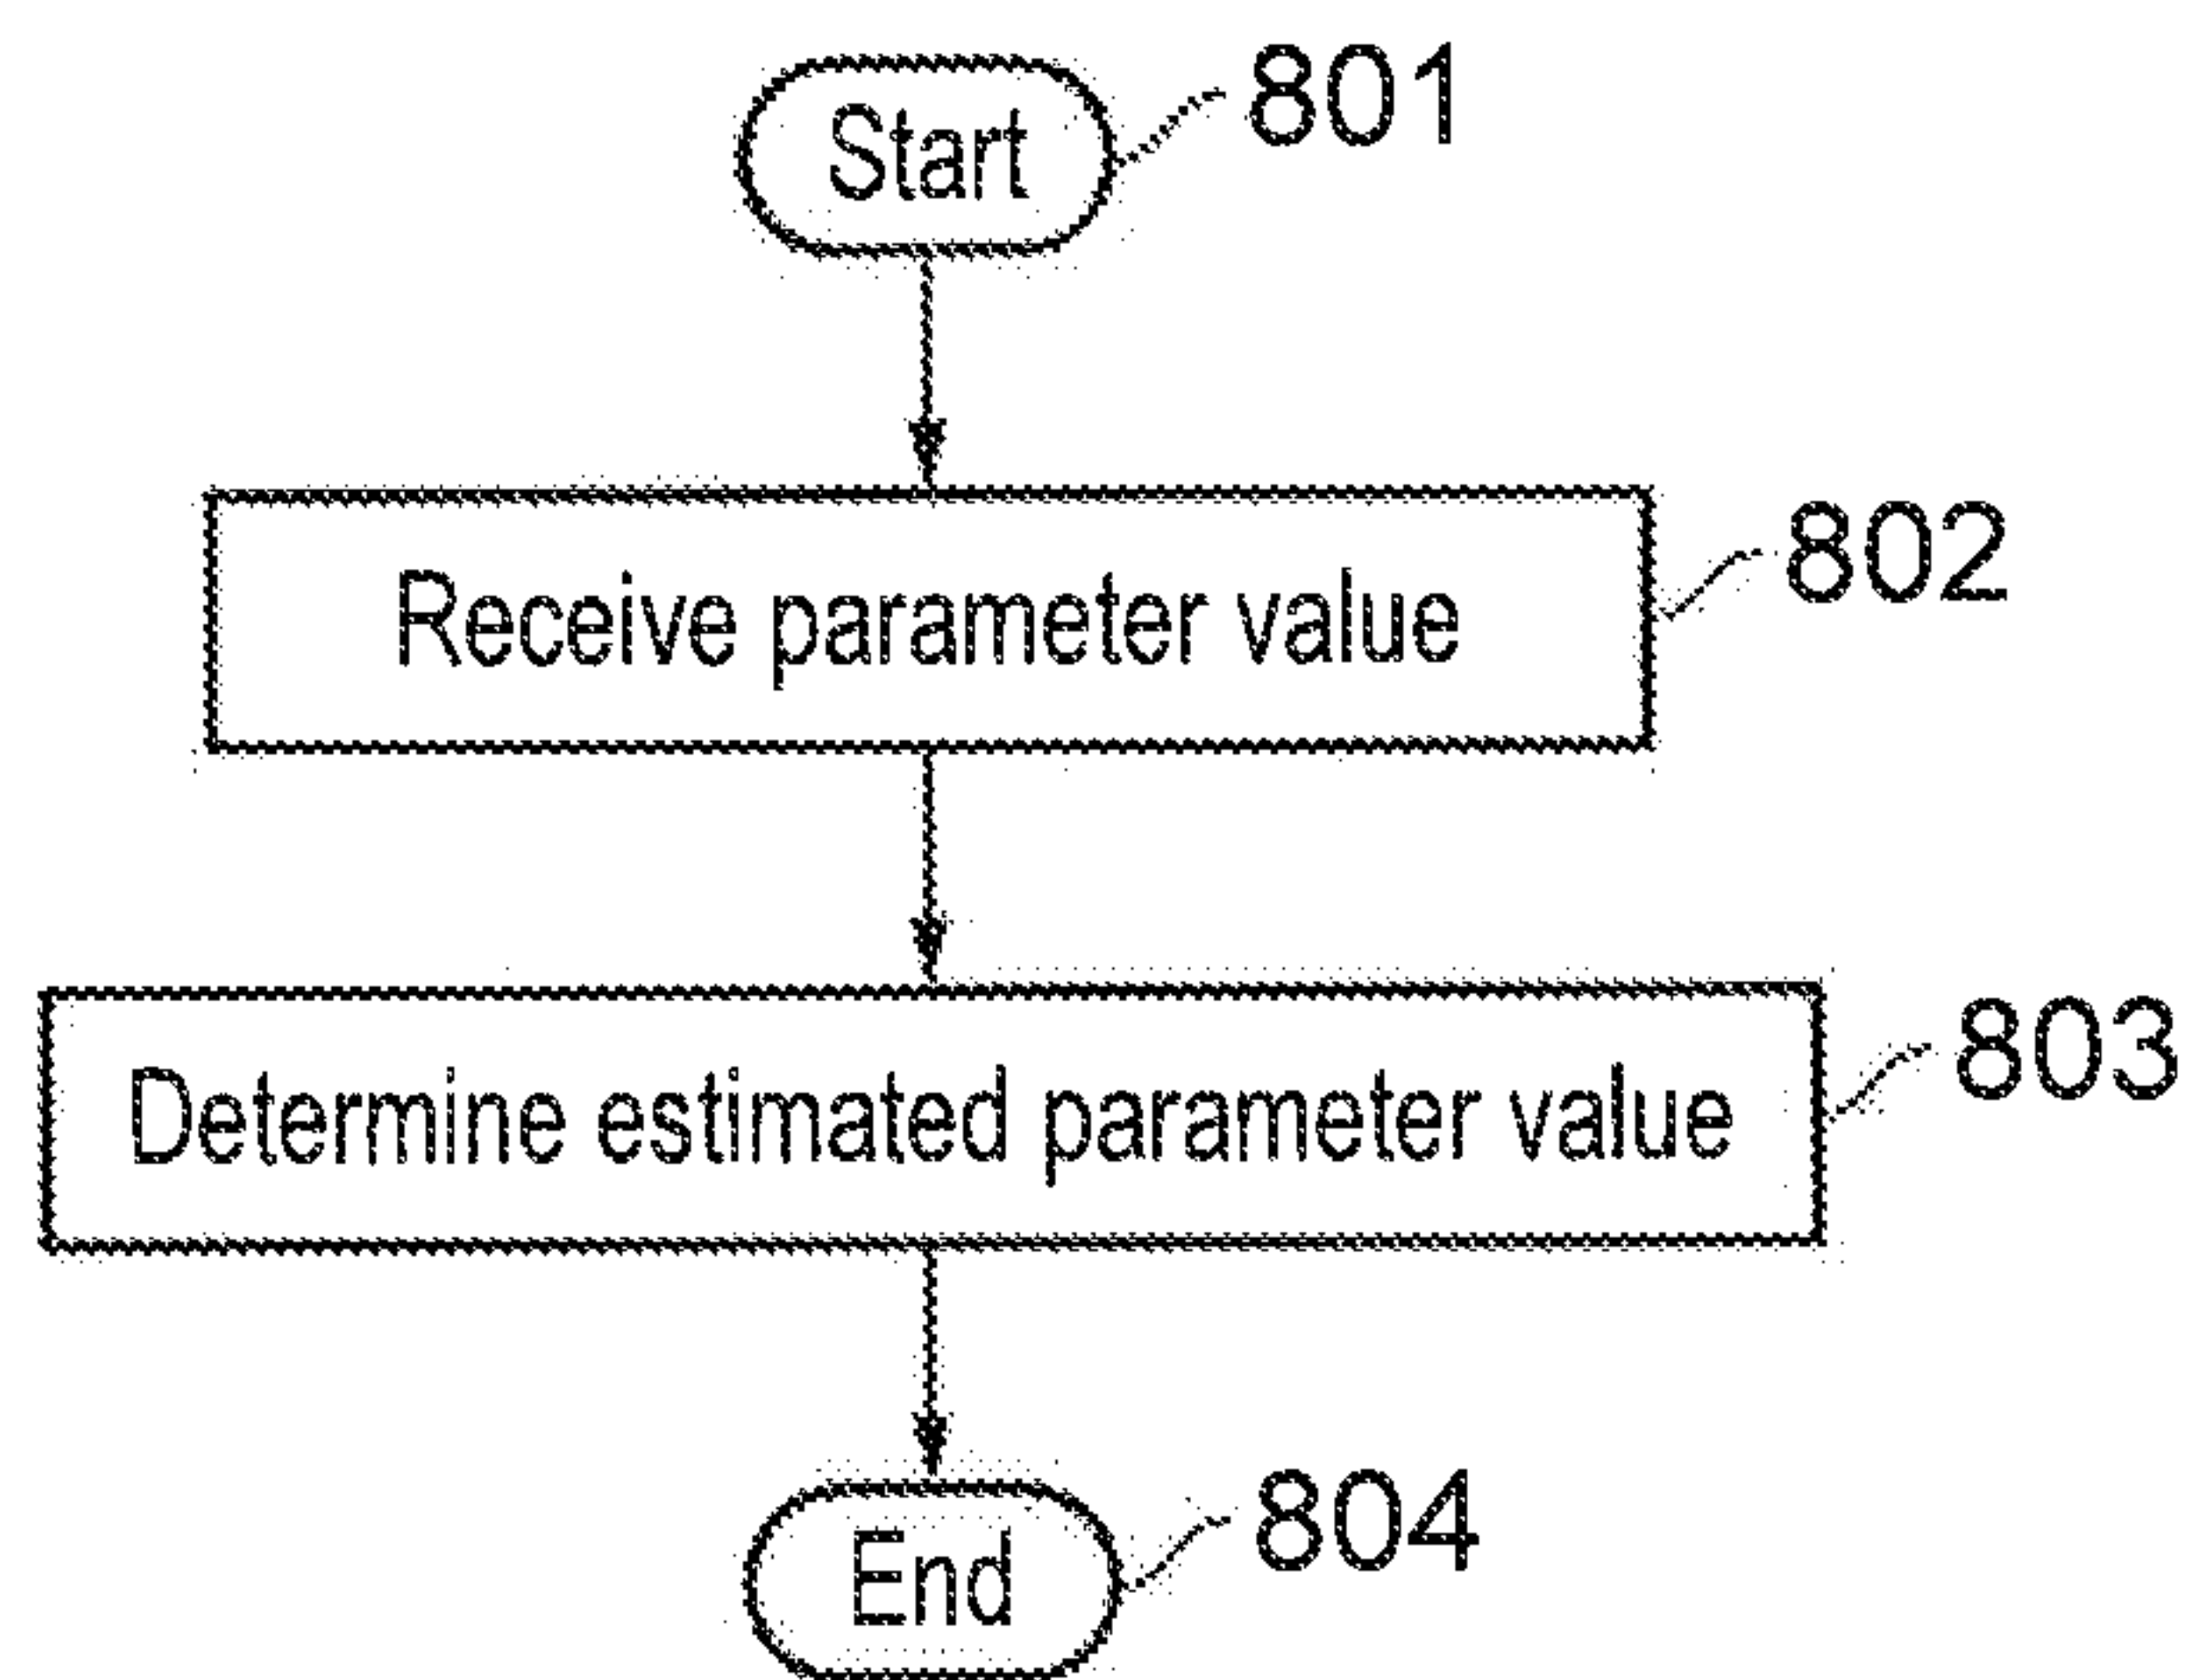 Start 801
Receive parameter value 802
Determine estimated parameter value 803
End 804